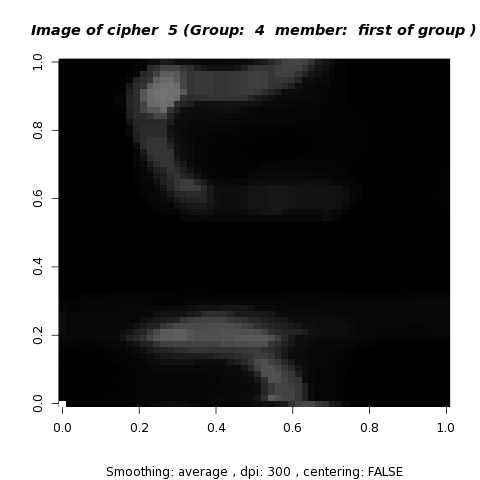 Image of cipher 5 (Group: 4 member: first of group )
1.0
0.8
0.6
0.4
0.2
0.0
0.0 0.2 0.4 0.6 0.8 1.0
Smoothing: average , dpi: 300 , centering: FALSE